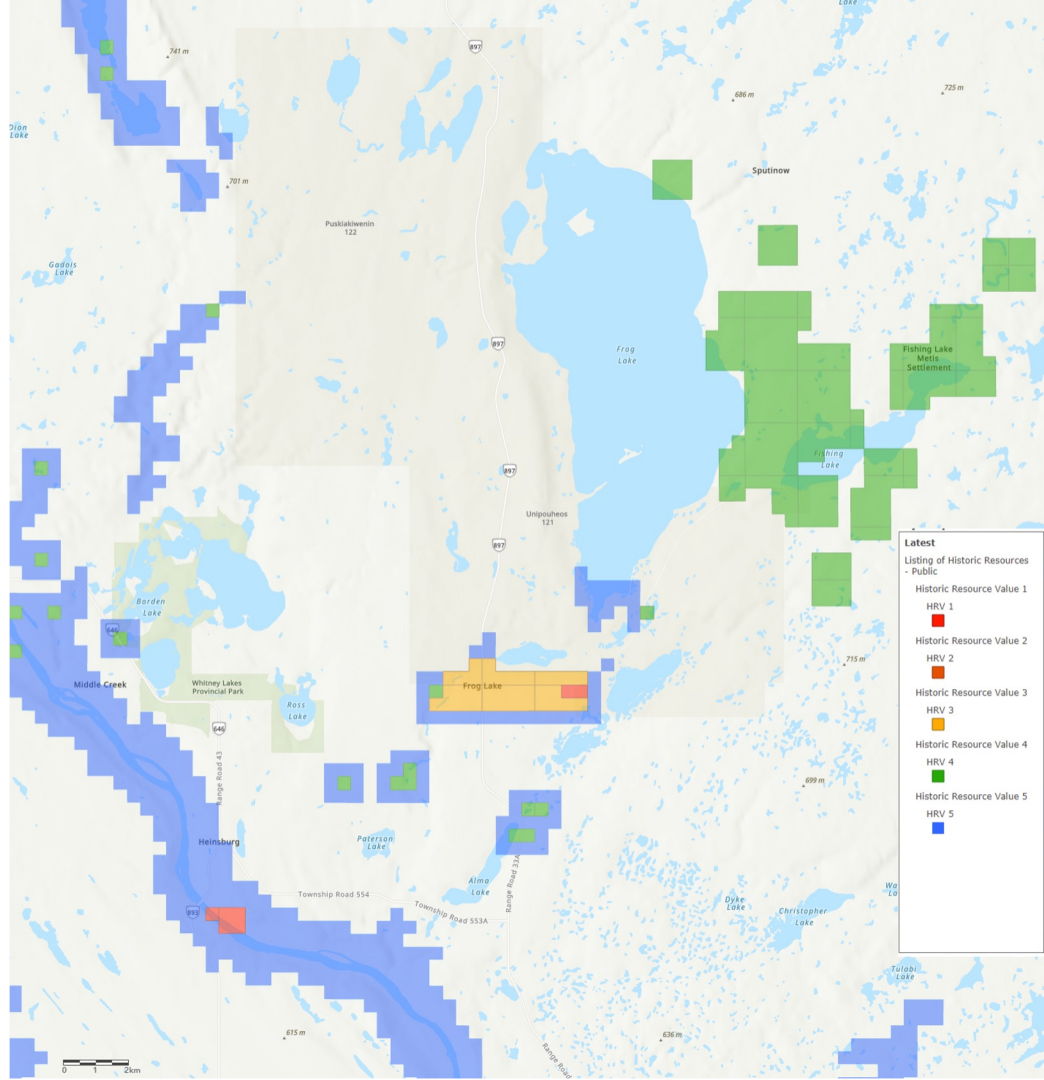 Lake
Lake
897
741 m
686 m
725 m
Dian
Lake
Sputinow
701 m
Puskiakiwenin
122
Gadois
Lake
897
Frog
Lake
Fishing Lake
Metis
Settlement
Fishing
Lake
897
Unipouheos
121
897
Borden
Lake
646
715 m
Middle Creek
Whitney Lakes
Provincial Park
Frog Lake
Ross
Lake
646
Range Road 43
699 m
Heinsburg
Paterson
Lake
Alma
Lake
Range Road 33A
Township Road 554
Township Road 553A
893
Dyke
Lake
Christopher
Lake
Wa
Lak
Tulabi
Lake
615 m
636 m
Range Road
0 1 2km
Latest
Listing of Historic Resources
- Public
Historic Resource Value 1
HRV 1
Historic Resource Value 2
HRV 2
Historic Resource Value 3
HRV 3
Historic Resource Value 4
HRV 4
Historic Resource Value 5
HRV 5